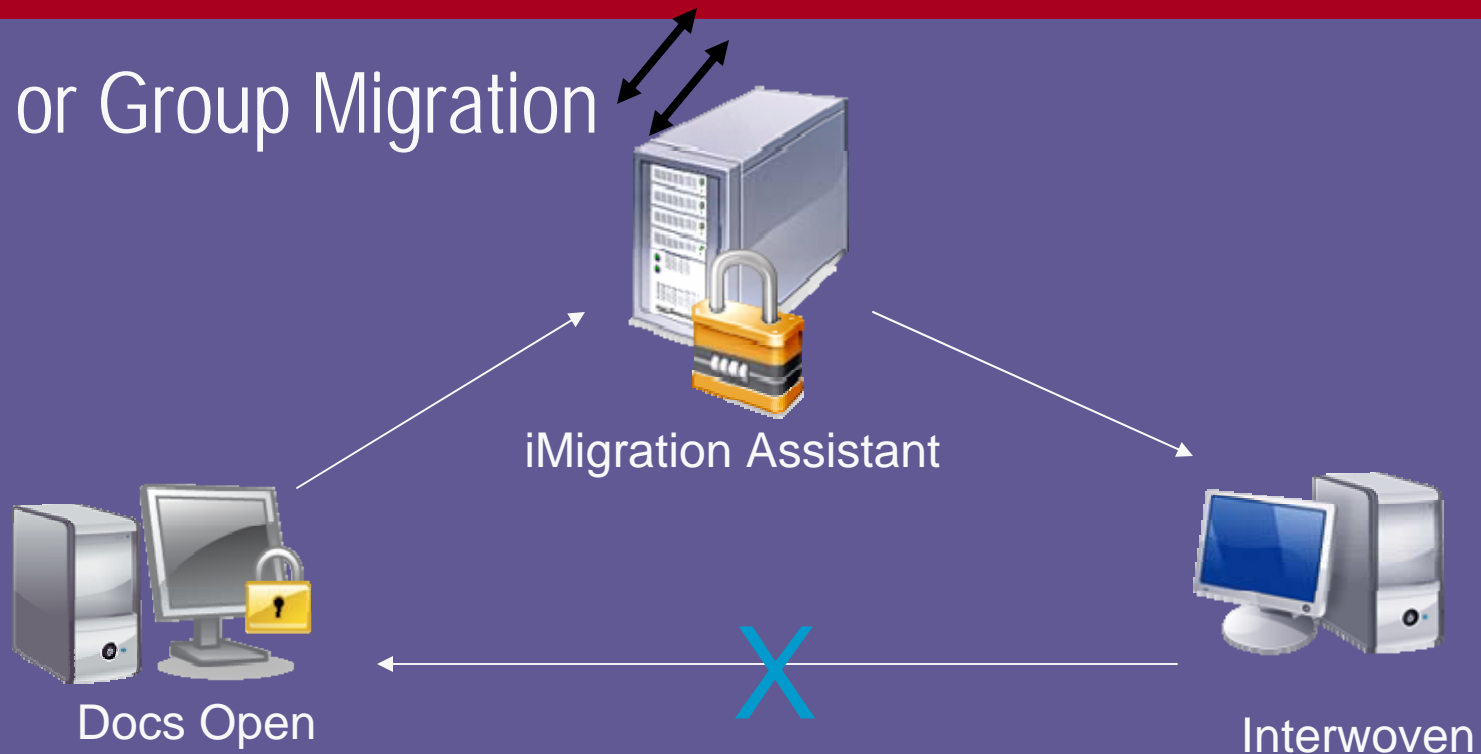 or Group Migration
iMigration Assistant
X
Docs Open
Interwoven